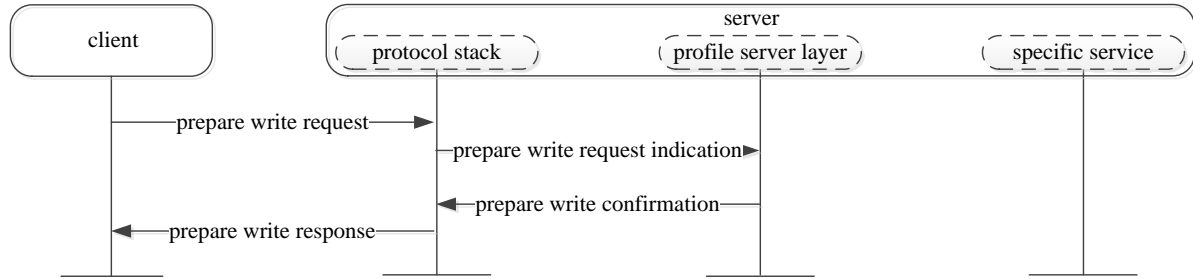 server
client
protocol stack
profile server layer
specific service
prepare write request
prepare write request indication
prepare write confirmation
prepare write response